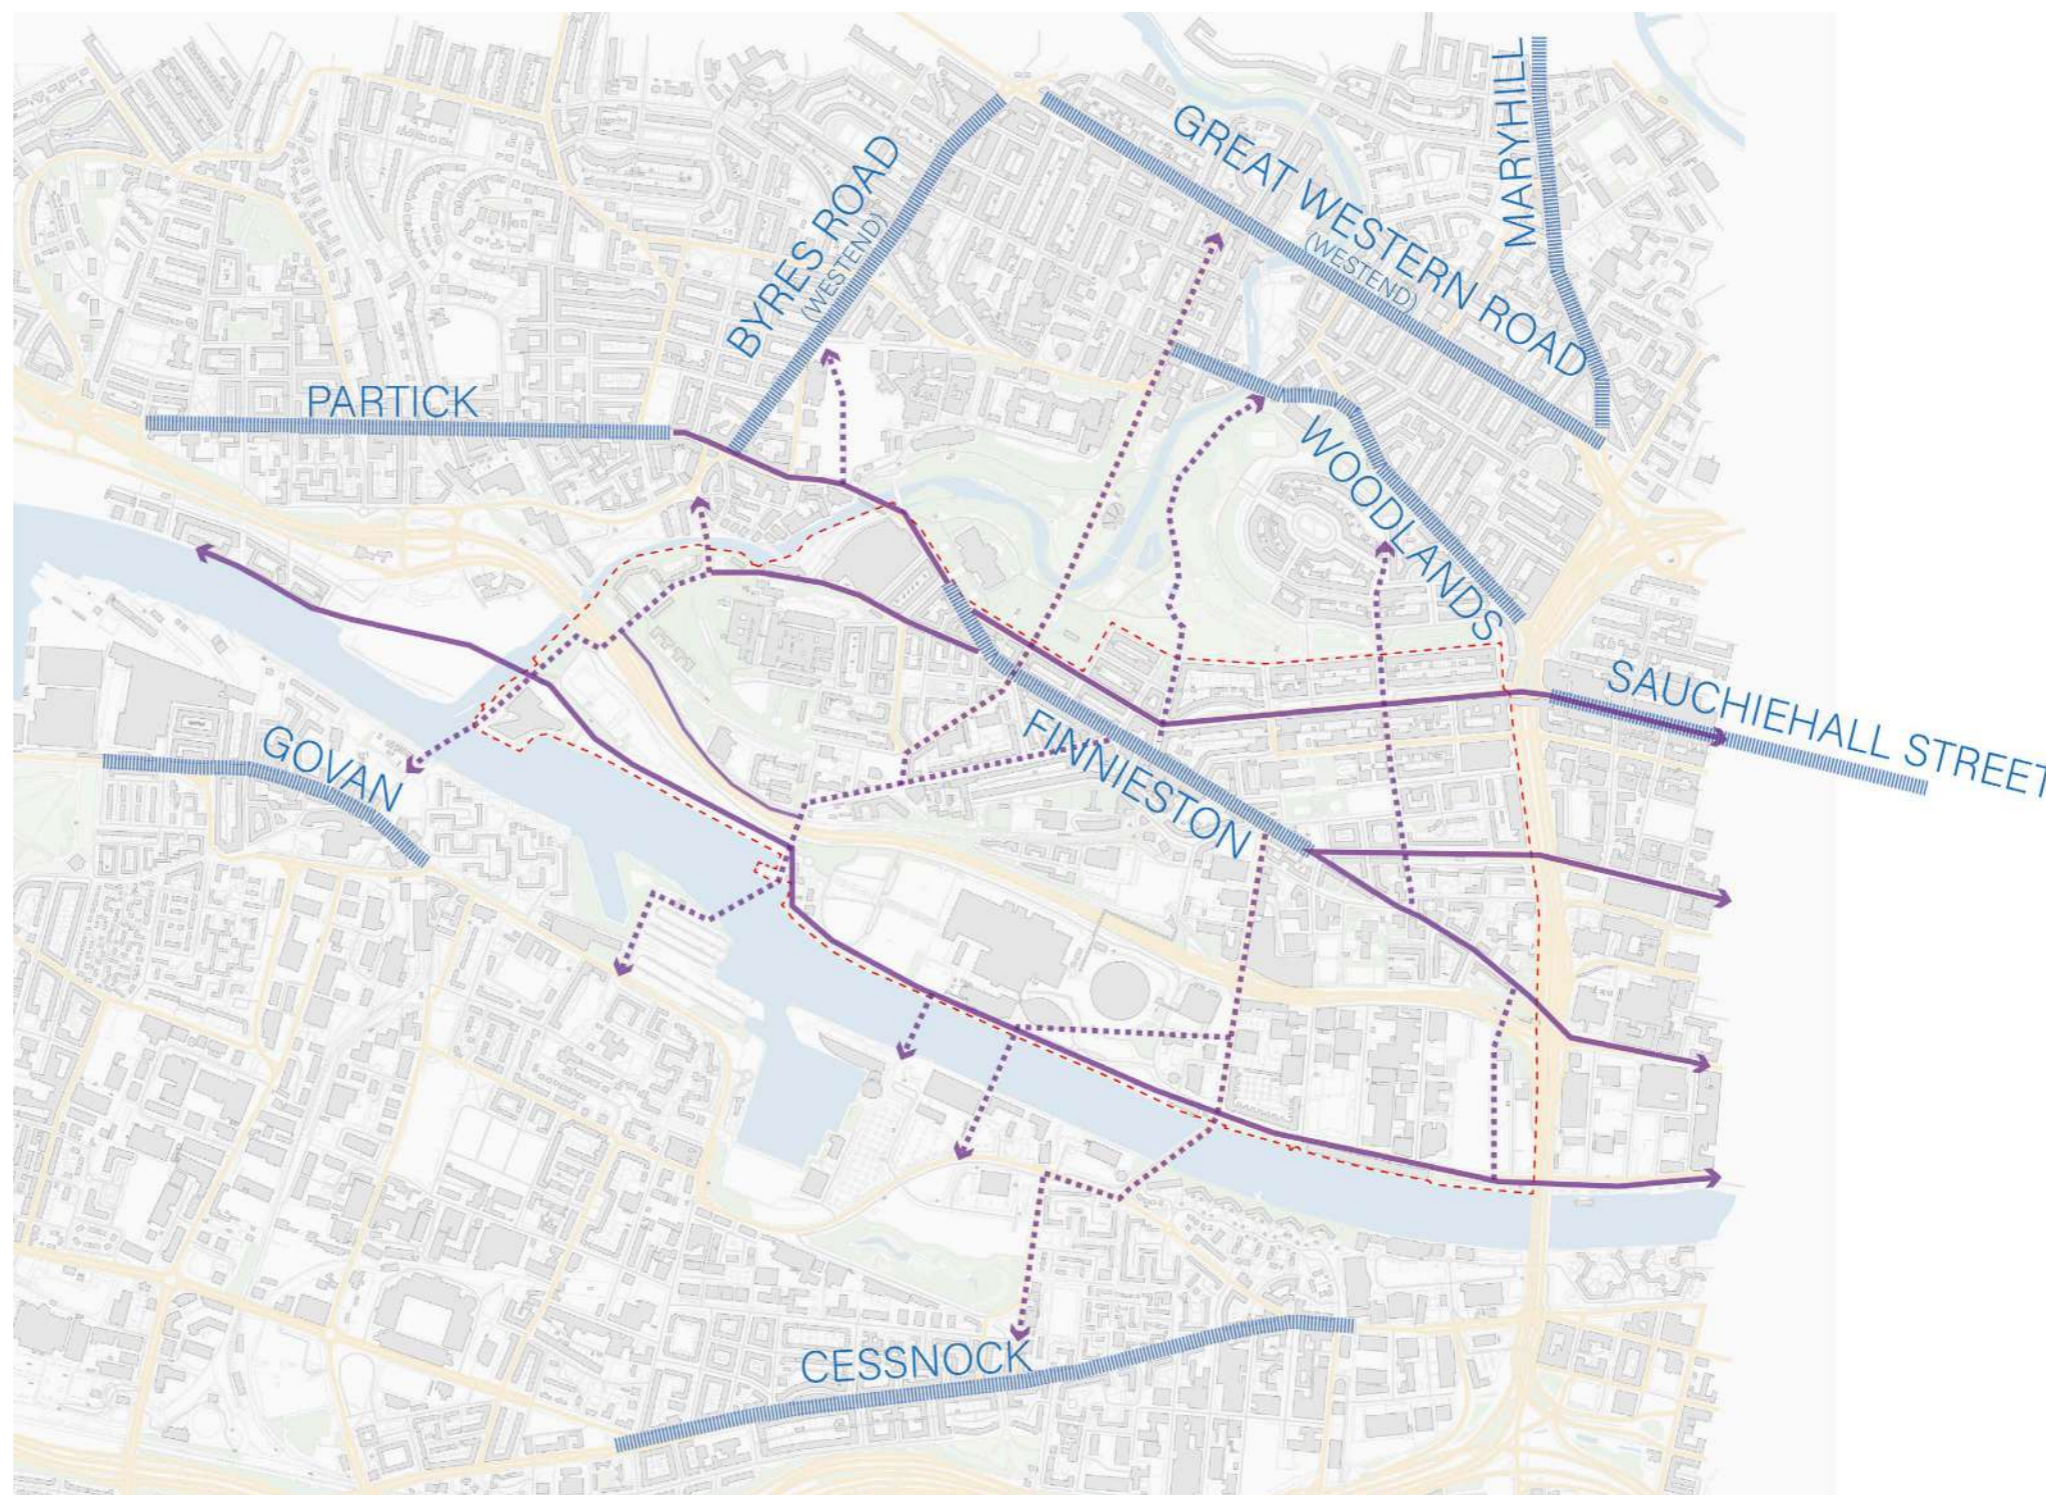 MARYHILL
GREAT WESTERN ROAD
(WESTEND)
BYRES ROAD
(WESTEND)
PARTICK
WOODLANDS
SAUCHIEHALL STREET
GOVAN
FINNIESTON
CESSNOCK